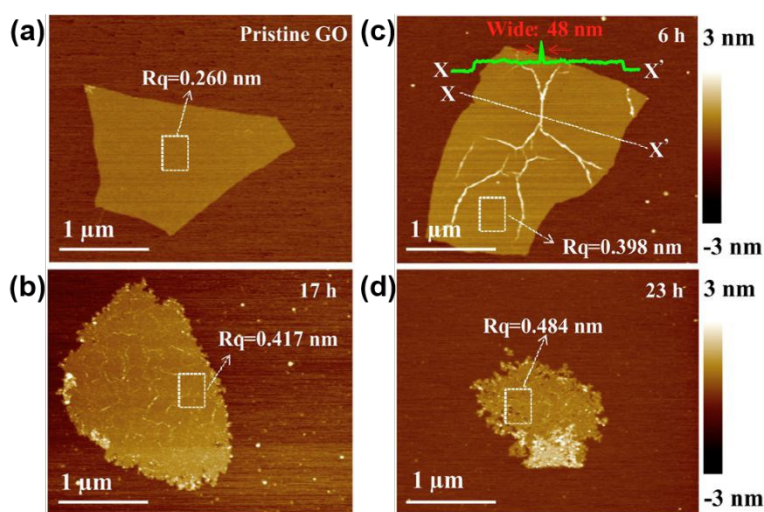 (a)
Pristine GO
Rq=0.260 nm
1 µm
(c)
Wide: 48 nm
6 h
X
X’
X
X’
Rq=0.398 nm
1 µm
3 nm
-3 nm
(b)
17 h
Rq=0.417 nm
1 µm
(d)
23 h
Rq=0.484 nm
1 µm
3 nm
-3 nm